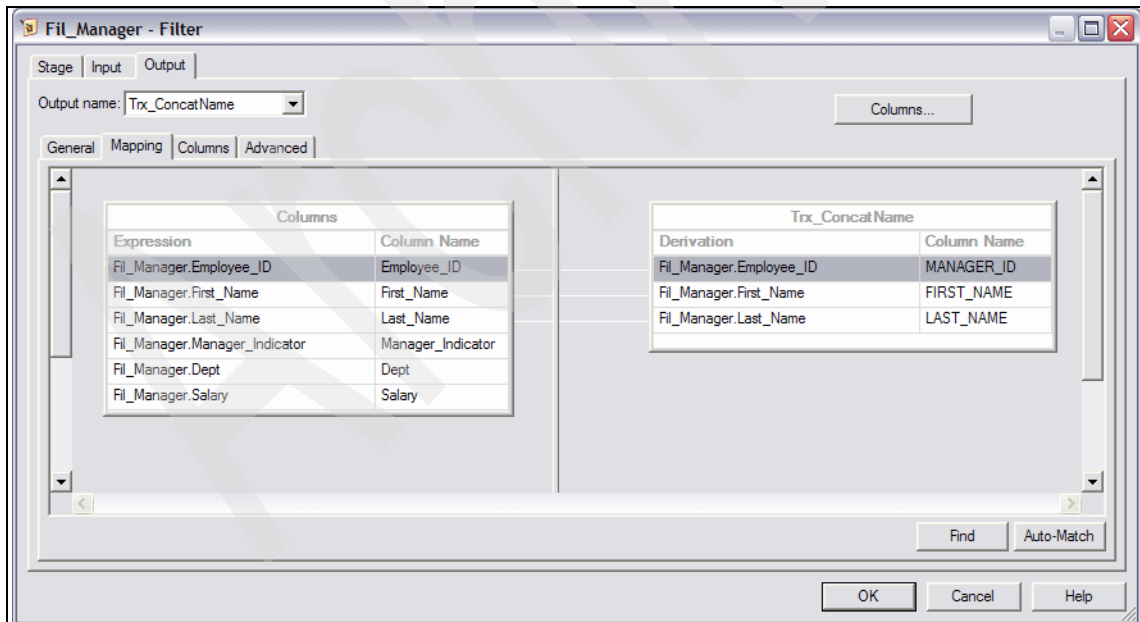 Fil_Manager - Filter
Stage Input Output
Output name: Trx_ConcatName
Columns...
General Mapping Columns Advanced
Columns
Expression Column Name
Fil_Manager.Employee_ID Employee_ID
Fil_Manager.First_Name First_Name
Fil_Manager.Last_Name Last_Name
Fil_Manager.Manager_Indicator Manager_Indicator
Fil_Manager.Dept Dept
Fil_Manager.Salary Salary
Trx_ConcatName
Derivation Column Name
Fil_Manager.Employee_ID MANAGER_ID
Fil_Manager.First_Name FIRST_NAME
Fil_Manager.Last_Name LAST_NAME
Find Auto-Match
OK Cancel Help